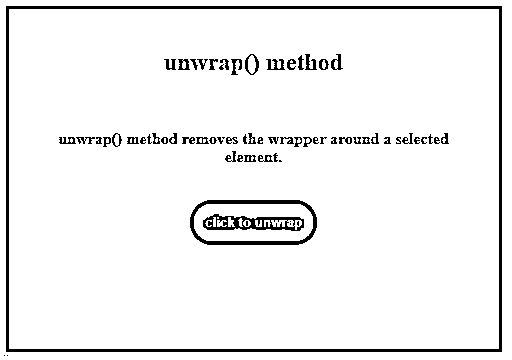 unwrap() method
unwrap() method removes the wrapper around a selected
element.
click to unwrap